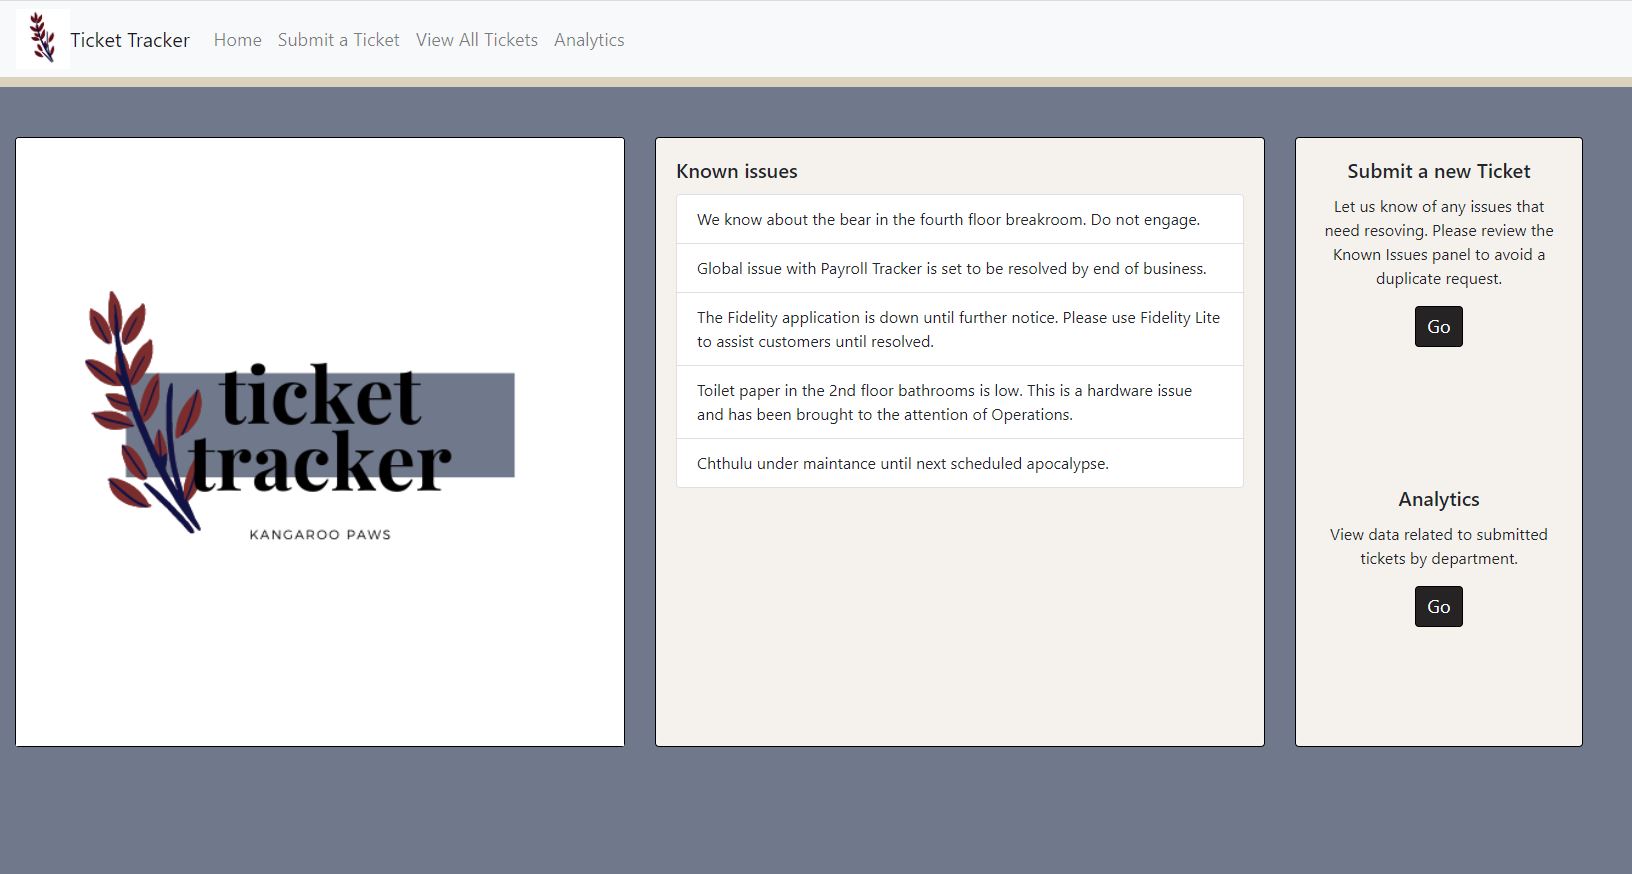 Ticket Tracker Home Submit a Ticket View All Tickets Analytics
ticket
tracker
KANGAROO PAWS
Known issues
We know about the bear in the fourth floor breakroom. Do not engage.
Global issue with Payroll Tracker is set to be resolved by end of business.
The Fidelity application is down until further notice. Please use Fidelity Lite
to assist customers until resolved.
Toilet paper in the 2nd floor bathrooms is low. This is a hardware issue
and has been brought to the attention of Operations.
Chthulu under maintance until next scheduled apocalypse.
Submit a new Ticket
Let us know of any issues that
need resoving. Please review the
Known Issues panel to avoid a
duplicate request.
Go
Analytics
View data related to submitted
tickets by department.
Go